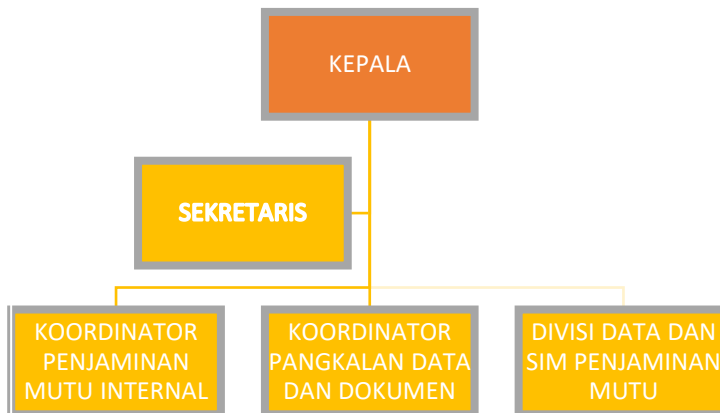 KEPALA
SEKRETARIS
KOORDINATOR
PENJAMINAN
MUTU INTERNAL
KOORDINATOR
PANGKALAN DATA
DAN DOKUMEN
DIVISI DATA DAN
SIM PENJAMINAN
MUTU